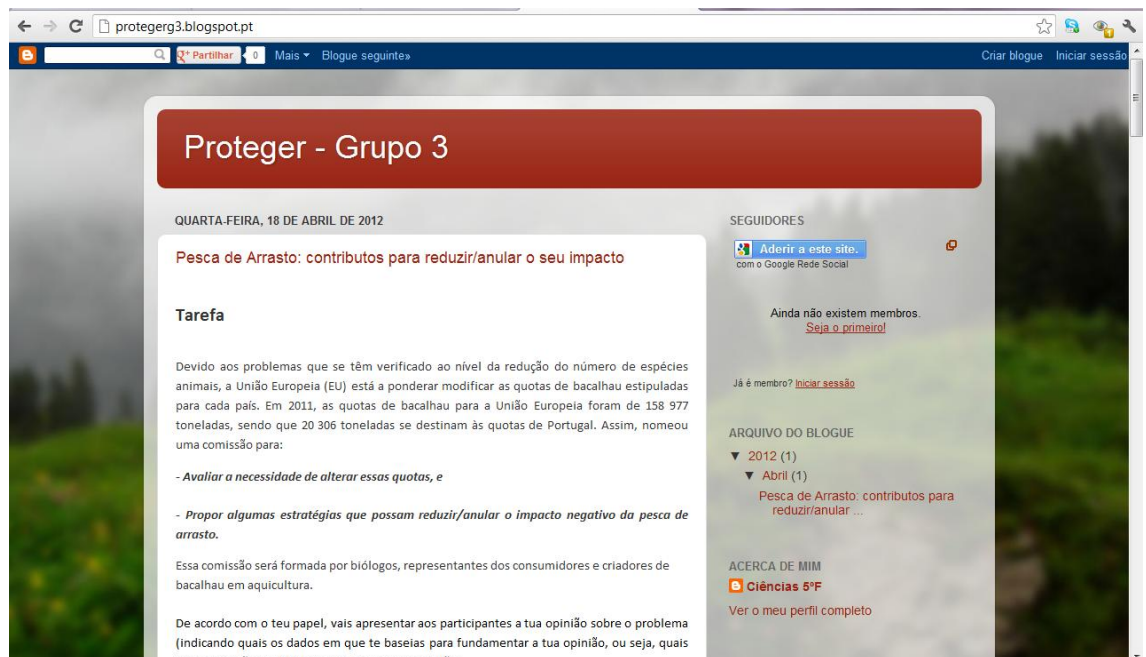 protegerg3.blogspot.pt
Partilhar 0 Mais Blogue seguinte»
Criar blogue Iniciar sessão
Proteger - Grupo 3
QUARTA-FEIRA, 18 DE ABRIL DE 2012
Pesca de Arrasto: contributos para reduzir/anular o seu impacto
Tarefa
Devido aos problemas que se têm verificado ao nível da redução do número de espécies
animais, a União Europeia (EU) está a ponderar modificar as quotas de bacalhau estipuladas
para cada país. Em 2011, as quotas de bacalhau para a União Europeia foram de 158 977
toneladas, sendo que 20 306 toneladas se destinam às quotas de Portugal. Assim, nomeou
uma comissão para:
- Avaliar a necessidade de alterar essas quotas, e
- Propor algumas estratégias que possam reduzir/anular o impacto negativo da pesca de
arrasto.
Essa comissão será formada por biólogos, representantes dos consumidores e criadores de
bacalhau em aquicultura.
De acordo com o teu papel, vais apresentar aos participantes a tua opinião sobre o problema
(indicando quais os dados em que te baseias para fundamentar a tua opinião, ou seja, quais
SEGUIDORES
Aderir a este site.
com o Google Rede Social
Ainda não existem membros.
Seja o primeiro!
Já é membro? Iniciar sessão
ARQUIVO DO BLOGUE
▼ 2012 (1)
▼ Abril (1)
Pesca de Arrasto: contributos para
reduzir/anular ...
ACERCA DE MIM
Ciências 5ºF
Ver o meu perfil completo